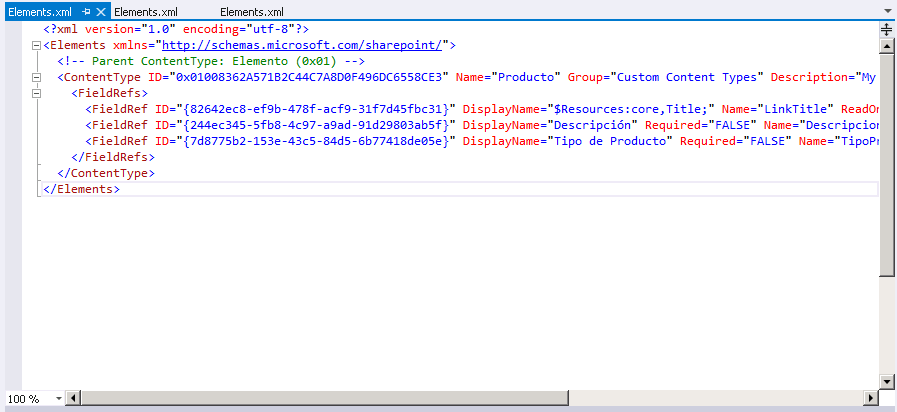 Elements.xml Elements.xml Elements.xml
<?xml version="1.0" encoding="utf-8"?>
<Elements xmlns="http://schemas.microsoft.com/sharepoint/">
<!-- Parent ContentType: Elemento (0x01) -->
<ContentType ID="0x01008362A571B2C44C7A8D0F496DC6558CE3" Name="Producto" Group="Custom Content Types" Description="My
<FieldRefs>
<FieldRef ID="{82642ec8-ef9b-478f-acf9-31f7d45fbc31}" DisplayName="$Resources:core,Title;" Name="LinkTitle" ReadOn
<FieldRef ID="{244ec345-5fb8-4c97-a9ad-91d29803ab5f}" DisplayName="Descripción" Required="FALSE" Name="Descripcion
<FieldRef ID="{7d8775b2-153e-43c5-84d5-6b77418de05e}" DisplayName="Tipo de Producto" Required="FALSE" Name="TipoPr
</FieldRefs>
</ContentType>
</Elements>
100 %